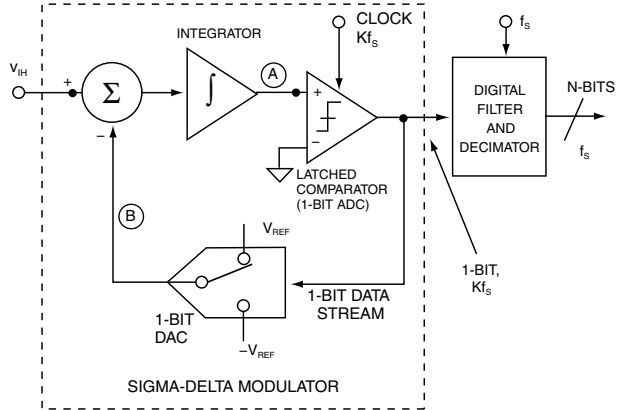 CLOCK
Kfs
fs
INTEGRATOR
VIH
+
Σ
−
∫
A
+
−
LATCHED
COMPARATOR
(1-BIT ADC)
DIGITAL
FILTER
AND
DECIMATOR
N-BITS
fs
B
VREF
1-BIT DATA
STREAM
1-BIT,
Kfs
1-BIT
DAC
−VREF
SIGMA-DELTA MODULATOR